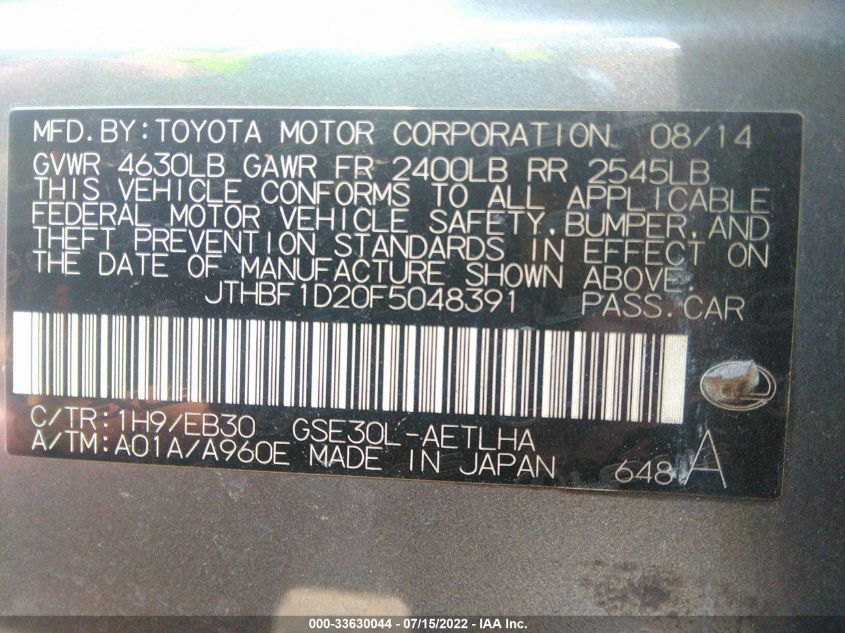 MFD.BY:TOYOTA MOTOR CORPORATION 08/14
GVWR 4630LB GAWR FR 2400LB RR 2545LB
THIS VEHICLE CONFORMS TO ALL APPLICABLE
FEDERAL MOTOR VEHICLE SAFETY,BUMPER,AND
THEFT PREVENTION STANDARDS IN EFFECT ON
THE DATE OF MANUFACTURE SHOWN ABOVE.
JTHBF1D20F5048391 PASS.CAR
C/TR:1H9/EB30 GSE30L-AETLHA
A/TM:A01A/A960E MADE IN JAPAN 648 A
000-33630044 - 07/15/2022 - IAA Inc.